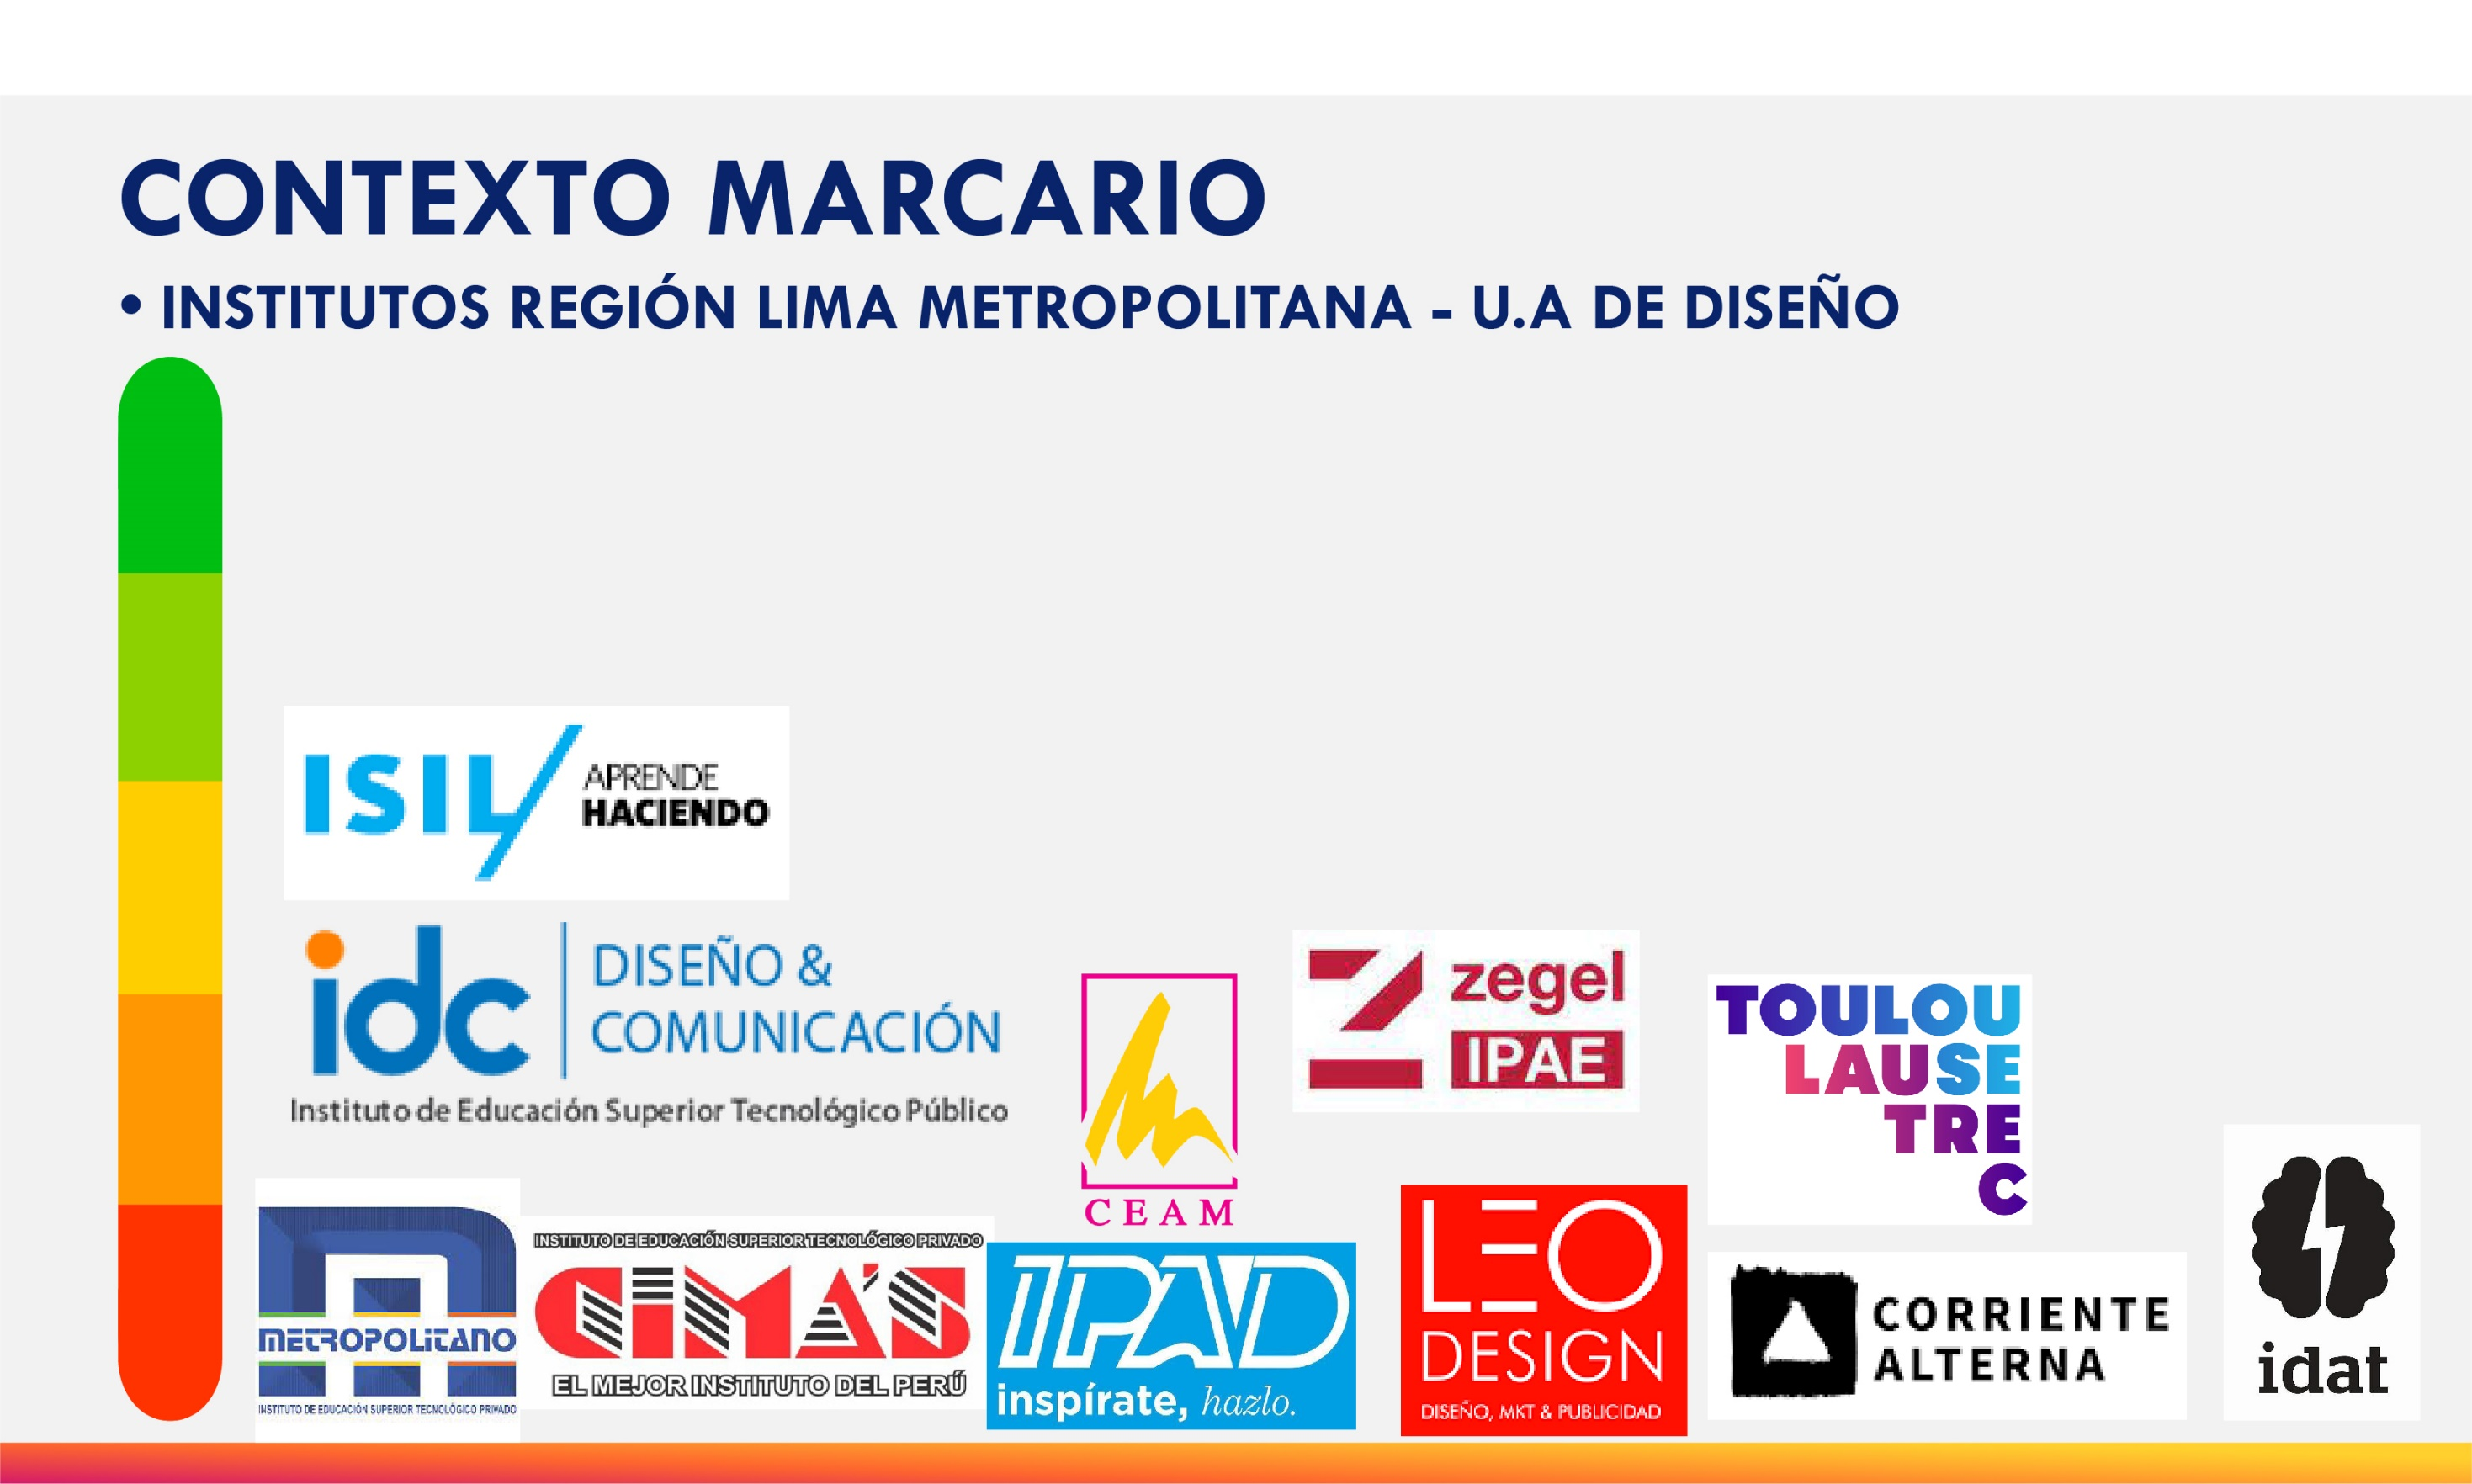 CONTEXTO MARCARIO
• INSTITUTOS REGIÓN LIMA METROPOLITANA - U.A DE DISEÑO
ISIL
APRENDE
HACIENDO
idc
DISEÑO &
COMUNICACIÓN
Instituto de Educación Superior Tecnológico Público
CEAM
zegel
IPAE
TOULOU
LAUSE
TRE
C
METROPOLiTANO
INSTITUTO DE EDUCACIÓN SUPERIOR TECNOLÓGICO PRIVADO
INSTITUTO DE EDUCACIÓN SUPERIOR TECNOLÓGICO PRIVADO
CiMA'S
EL MEJOR INSTITUTO DEL PERÚ
IPAD
inspírate, hazlo.
LEO
DESIGN
DISEÑO, MKT & PUBLICIDAD
CORRIENTE
ALTERNA
idat